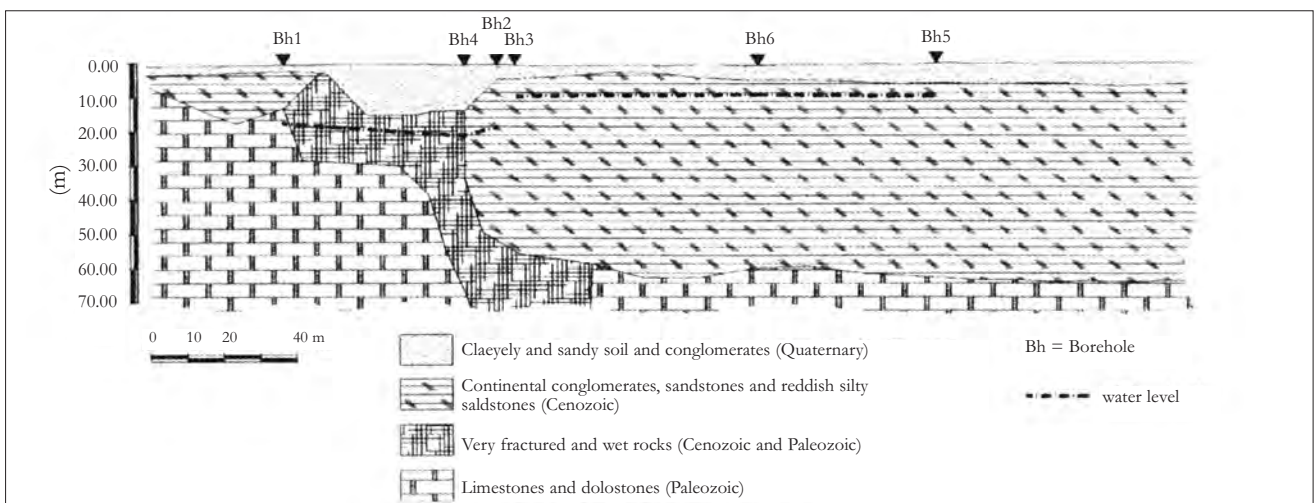 Bh2
Bh1 Bh4 Bh3 Bh6 Bh5
0.00
10.00
20.00
30.00
40.00
50.00
60.00
70.00
(m)
0 10 20 40 m
Claeyely and sandy soil and conglomerates (Quaternary)
Continental conglomerates, sandstones and reddish silty
saldstones (Cenozoic)
Very fractured and wet rocks (Cenozoic and Paleozoic)
Limestones and dolostones (Paleozoic)
Bh = Borehole
water level